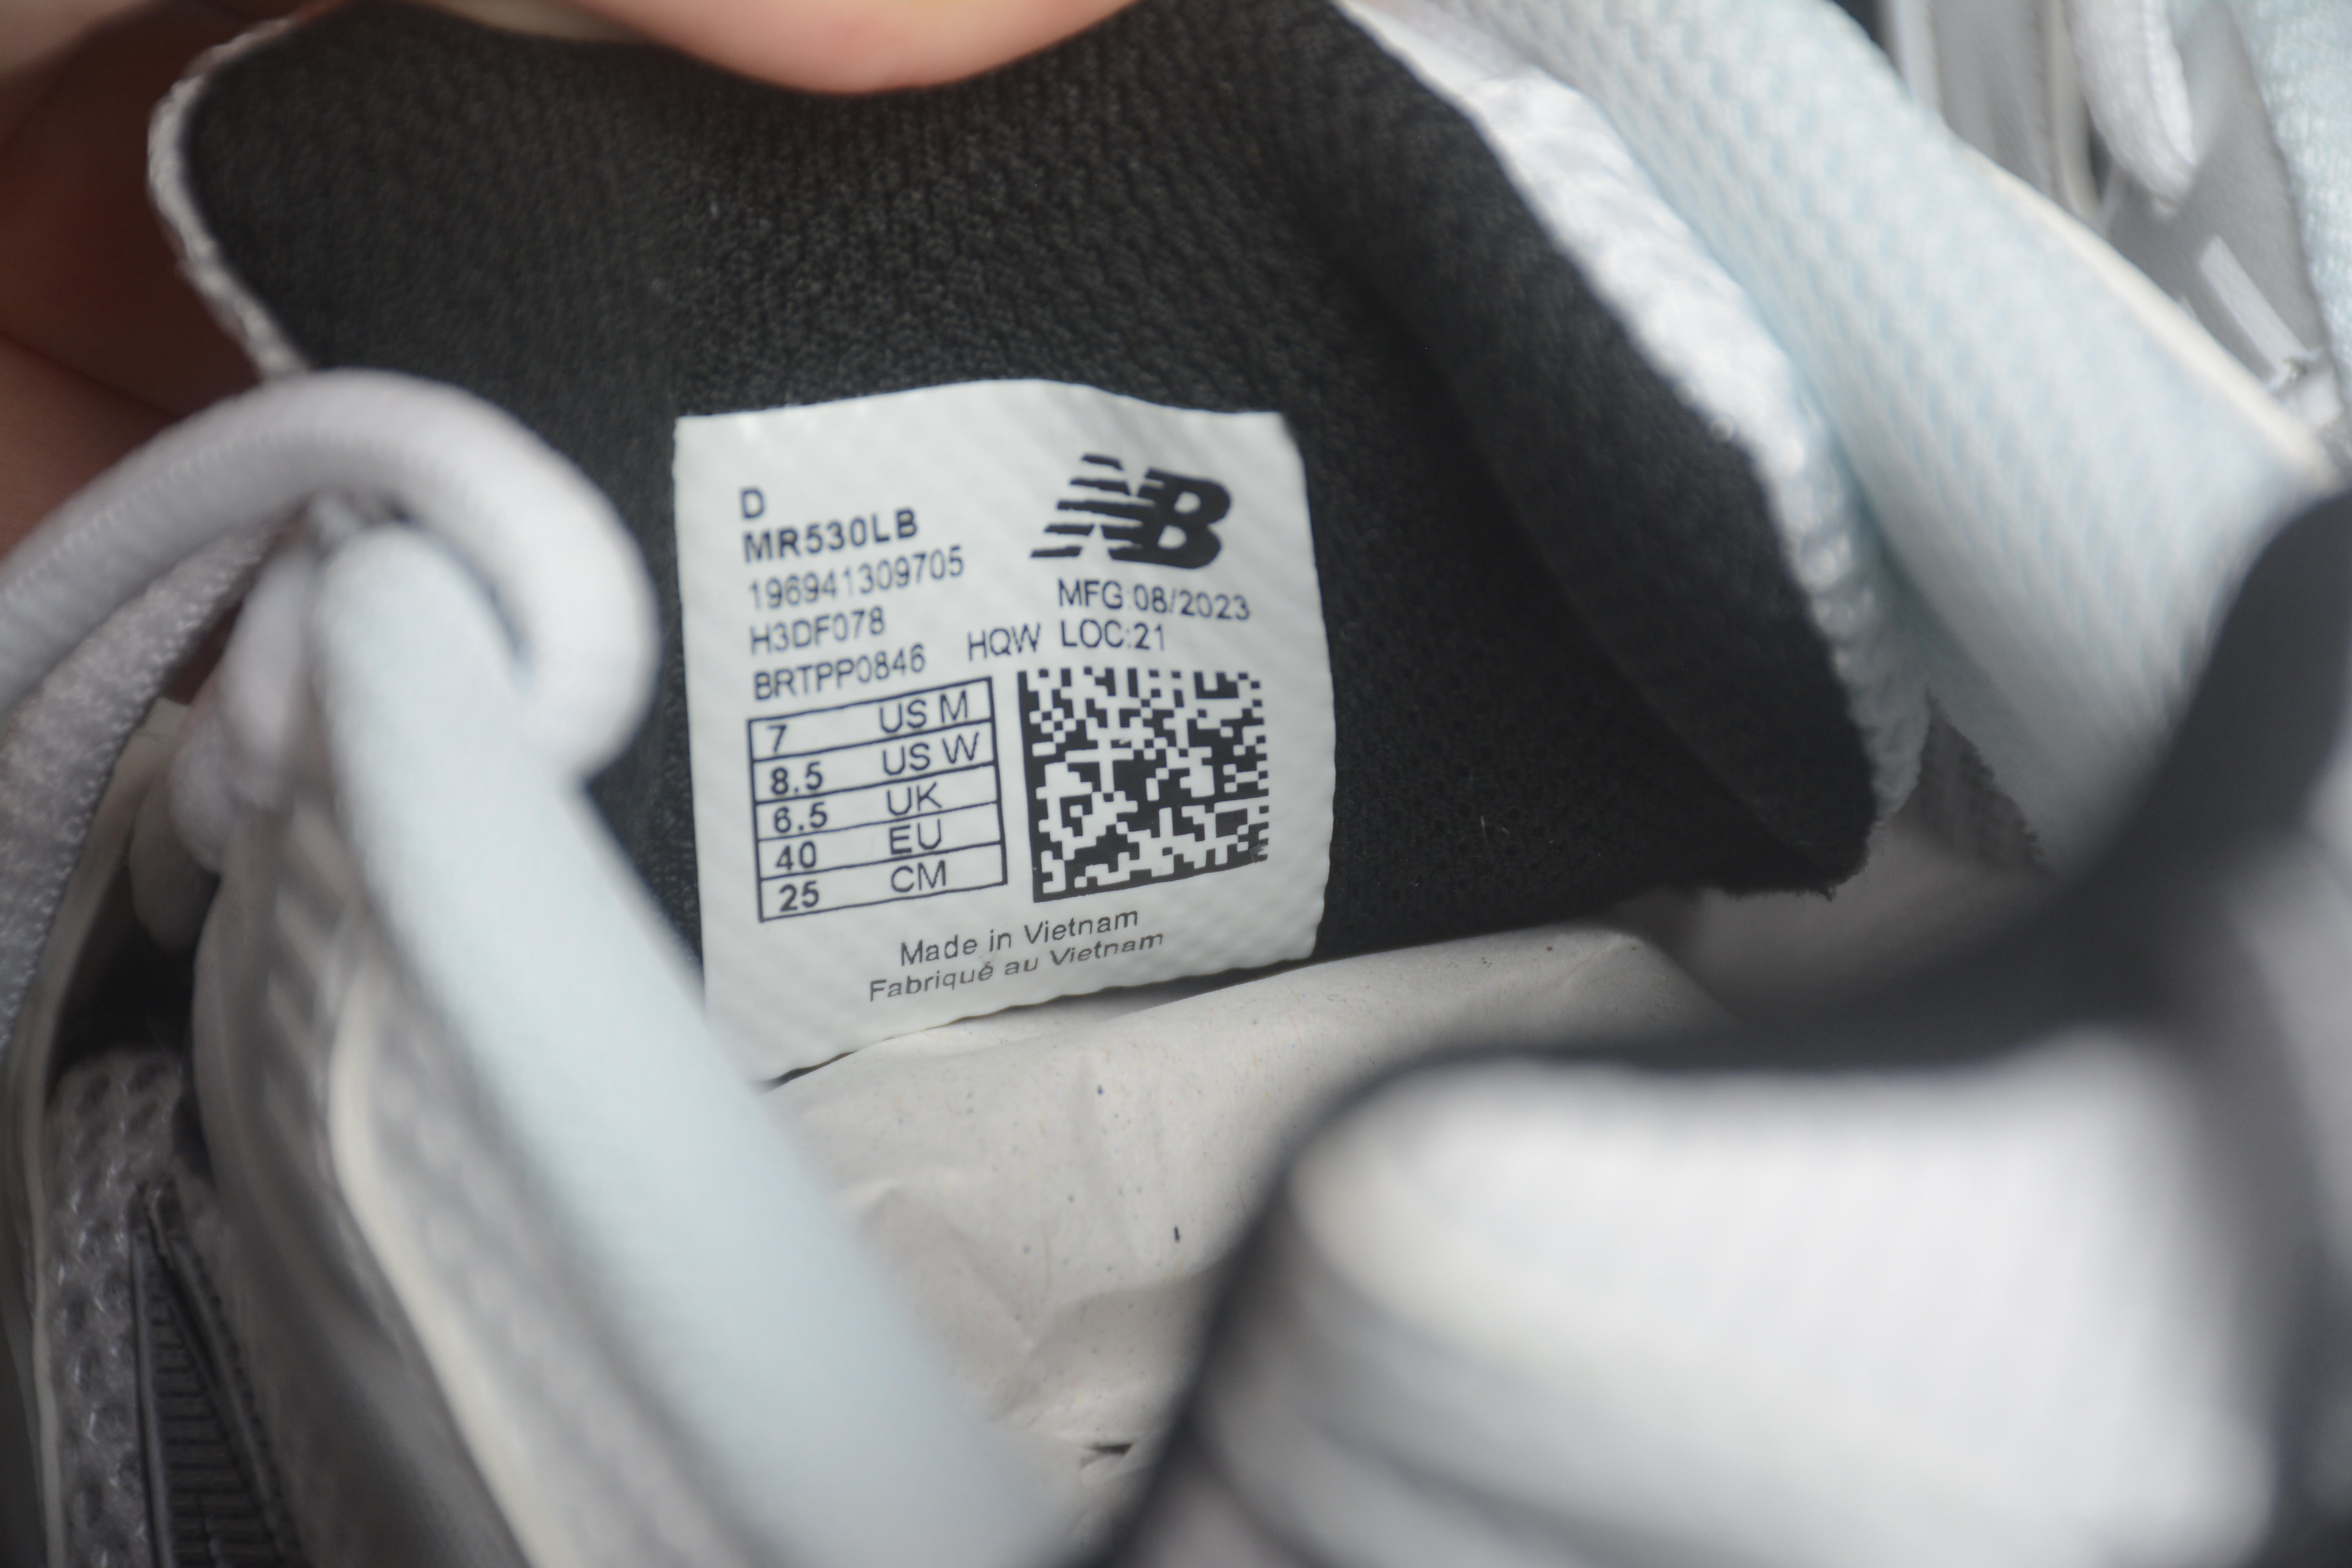 D
MR530LB
196941309705
H3DF078
BRTPP0846
NB
MFG:08/2023
HQW LOC:21
7 US M
8.5 US W
6.5 UK
40 EU
25 CM
Made in Vietnam
Fabriqué au Vietnam